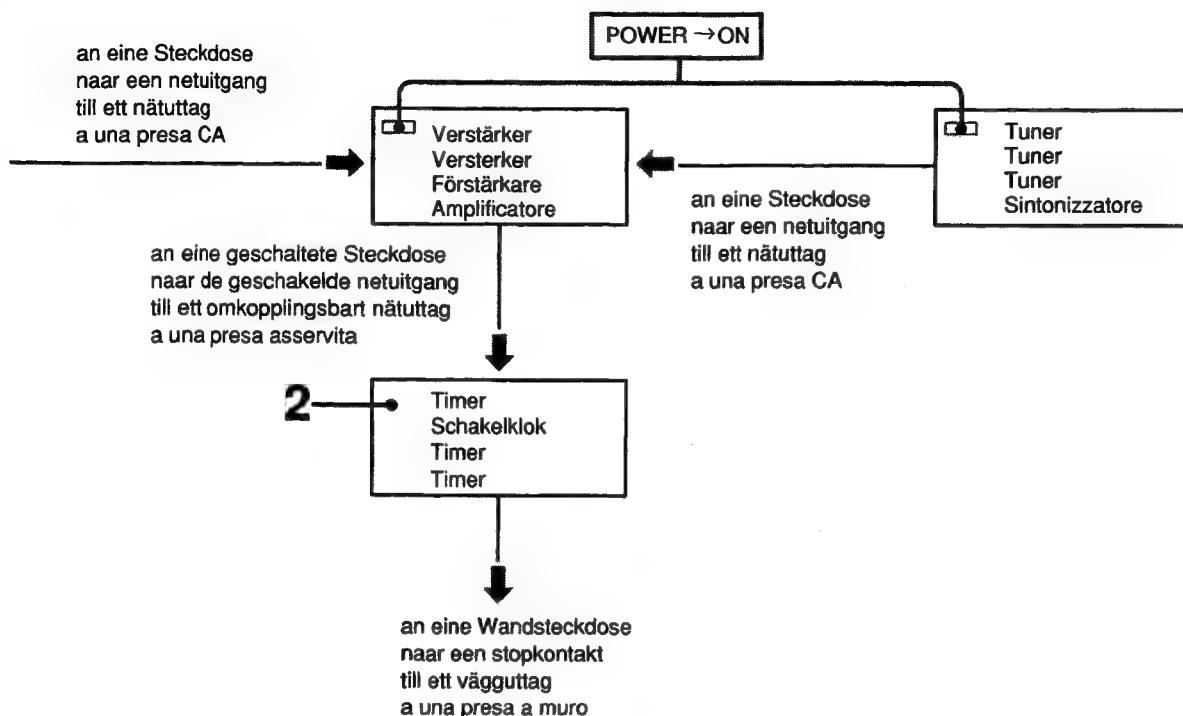 POWER → ON
an eine Steckdose
naar een netuitgang
till ett nätuttag
a una presa CA
Verstärker
Versterker
Förstärkare
Amplificatore
Tuner
Tuner
Tuner
Sintonizzatore
an eine Steckdose
naar een netuitgang
till ett nätuttag
a una presa CA
an eine geschaltete Steckdose
naar de geschakelde netuitgang
till ett omkopplingsbart nätuttag
a una presa asservita
2
Timer
Schakelklok
Timer
Timer
an eine Wandsteckdose
naar een stopkontakt
till ett vägguttag
a una presa a muro